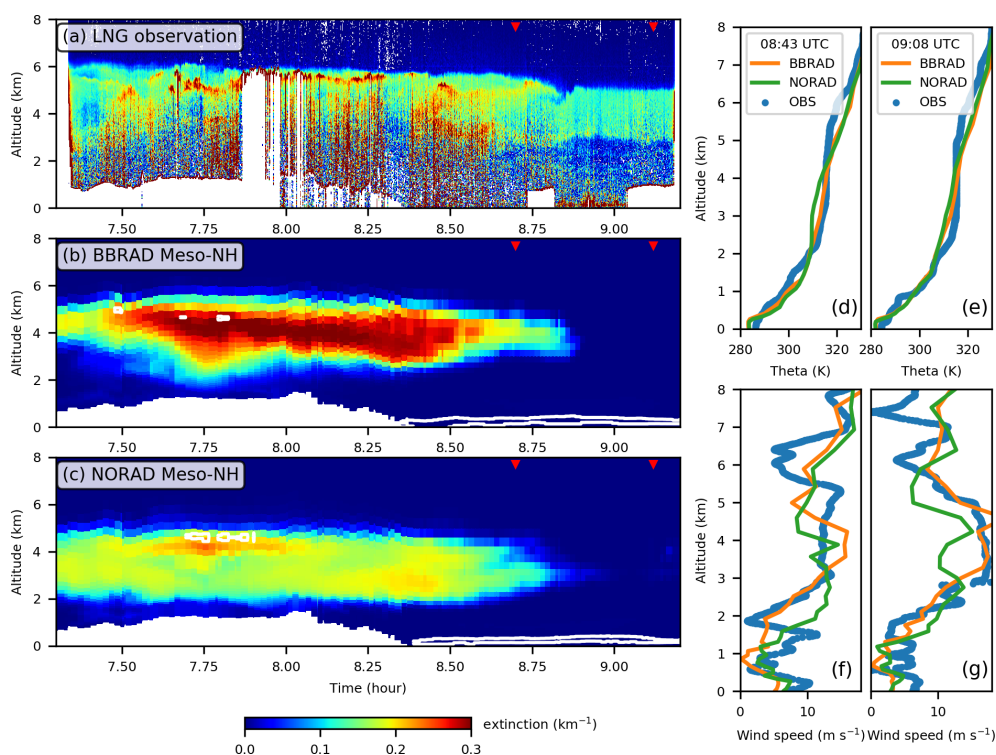 (a) LNG observation
Altitude (km)
8
6
4
2
0
7.50 7.75 8.00 8.25 8.50 8.75 9.00
(b) BBRAD Meso-NH
Altitude (km)
8
6
4
2
0
7.50 7.75 8.00 8.25 8.50 8.75 9.00
(c) NORAD Meso-NH
Altitude (km)
8
6
4
2
0
7.50 7.75 8.00 8.25 8.50 8.75 9.00
Time (hour)
extinction (km⁻¹)
0.0 0.1 0.2 0.3
08:43 UTC
BBRAD
NORAD
OBS
Altitude (km)
8
7
6
5
4
3
2
1
0
(d)
280 300 320
Theta (K)
09:08 UTC
BBRAD
NORAD
OBS
(e)
280 300 320
Theta (K)
Altitude (km)
8
7
6
5
4
3
2
1
0
(f)
0 10
Wind speed (m s⁻¹)
(g)
0 10
Wind speed (m s⁻¹)